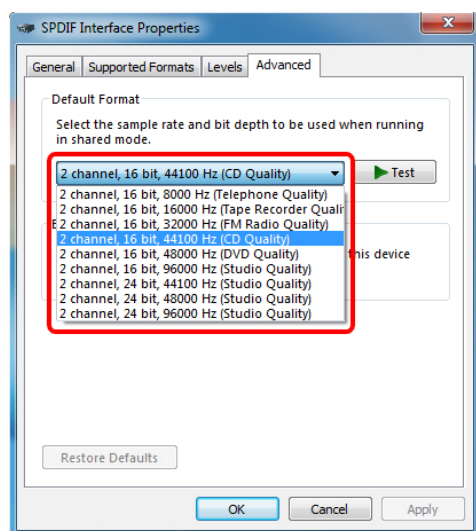 SPDIF Interface Properties
General Supported Formats Levels Advanced
Default Format
Select the sample rate and bit depth to be used when running
in shared mode.
2 channel, 16 bit, 44100 Hz (CD Quality)
Test
2 channel, 16 bit, 8000 Hz (Telephone Quality)
2 channel, 16 bit, 16000 Hz (Tape Recorder Qualit
2 channel, 16 bit, 32000 Hz (FM Radio Quality)
2 channel, 16 bit, 44100 Hz (CD Quality)
2 channel, 16 bit, 48000 Hz (DVD Quality)
this device
2 channel, 16 bit, 96000 Hz (Studio Quality)
2 channel, 24 bit, 44100 Hz (Studio Quality)
2 channel, 24 bit, 48000 Hz (Studio Quality)
2 channel, 24 bit, 96000 Hz (Studio Quality)
Restore Defaults
OK Cancel Apply